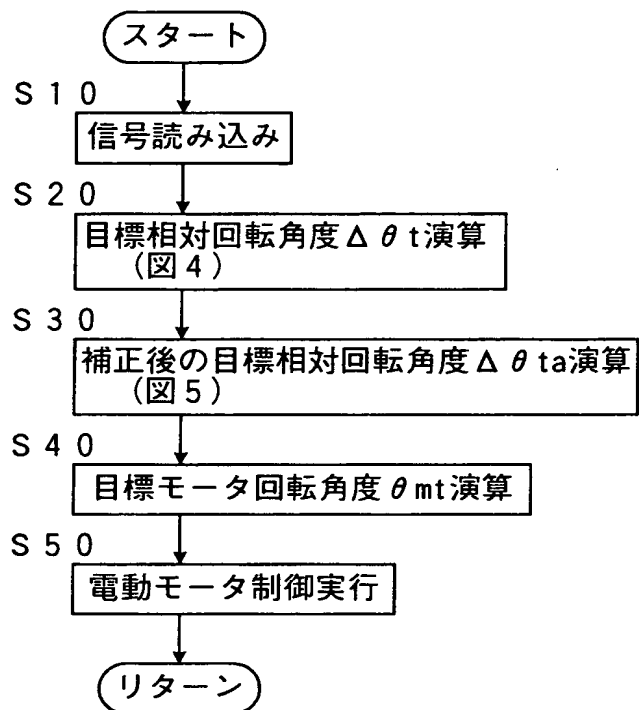 スタート
S10
信号読み込み
S20
目標相対回転角度Δθt演算
(図4)
S30
補正後の目標相対回転角度Δθta演算
(図5)
S40
目標モータ回転角度θmt演算
S50
電動モータ制御実行
リターン